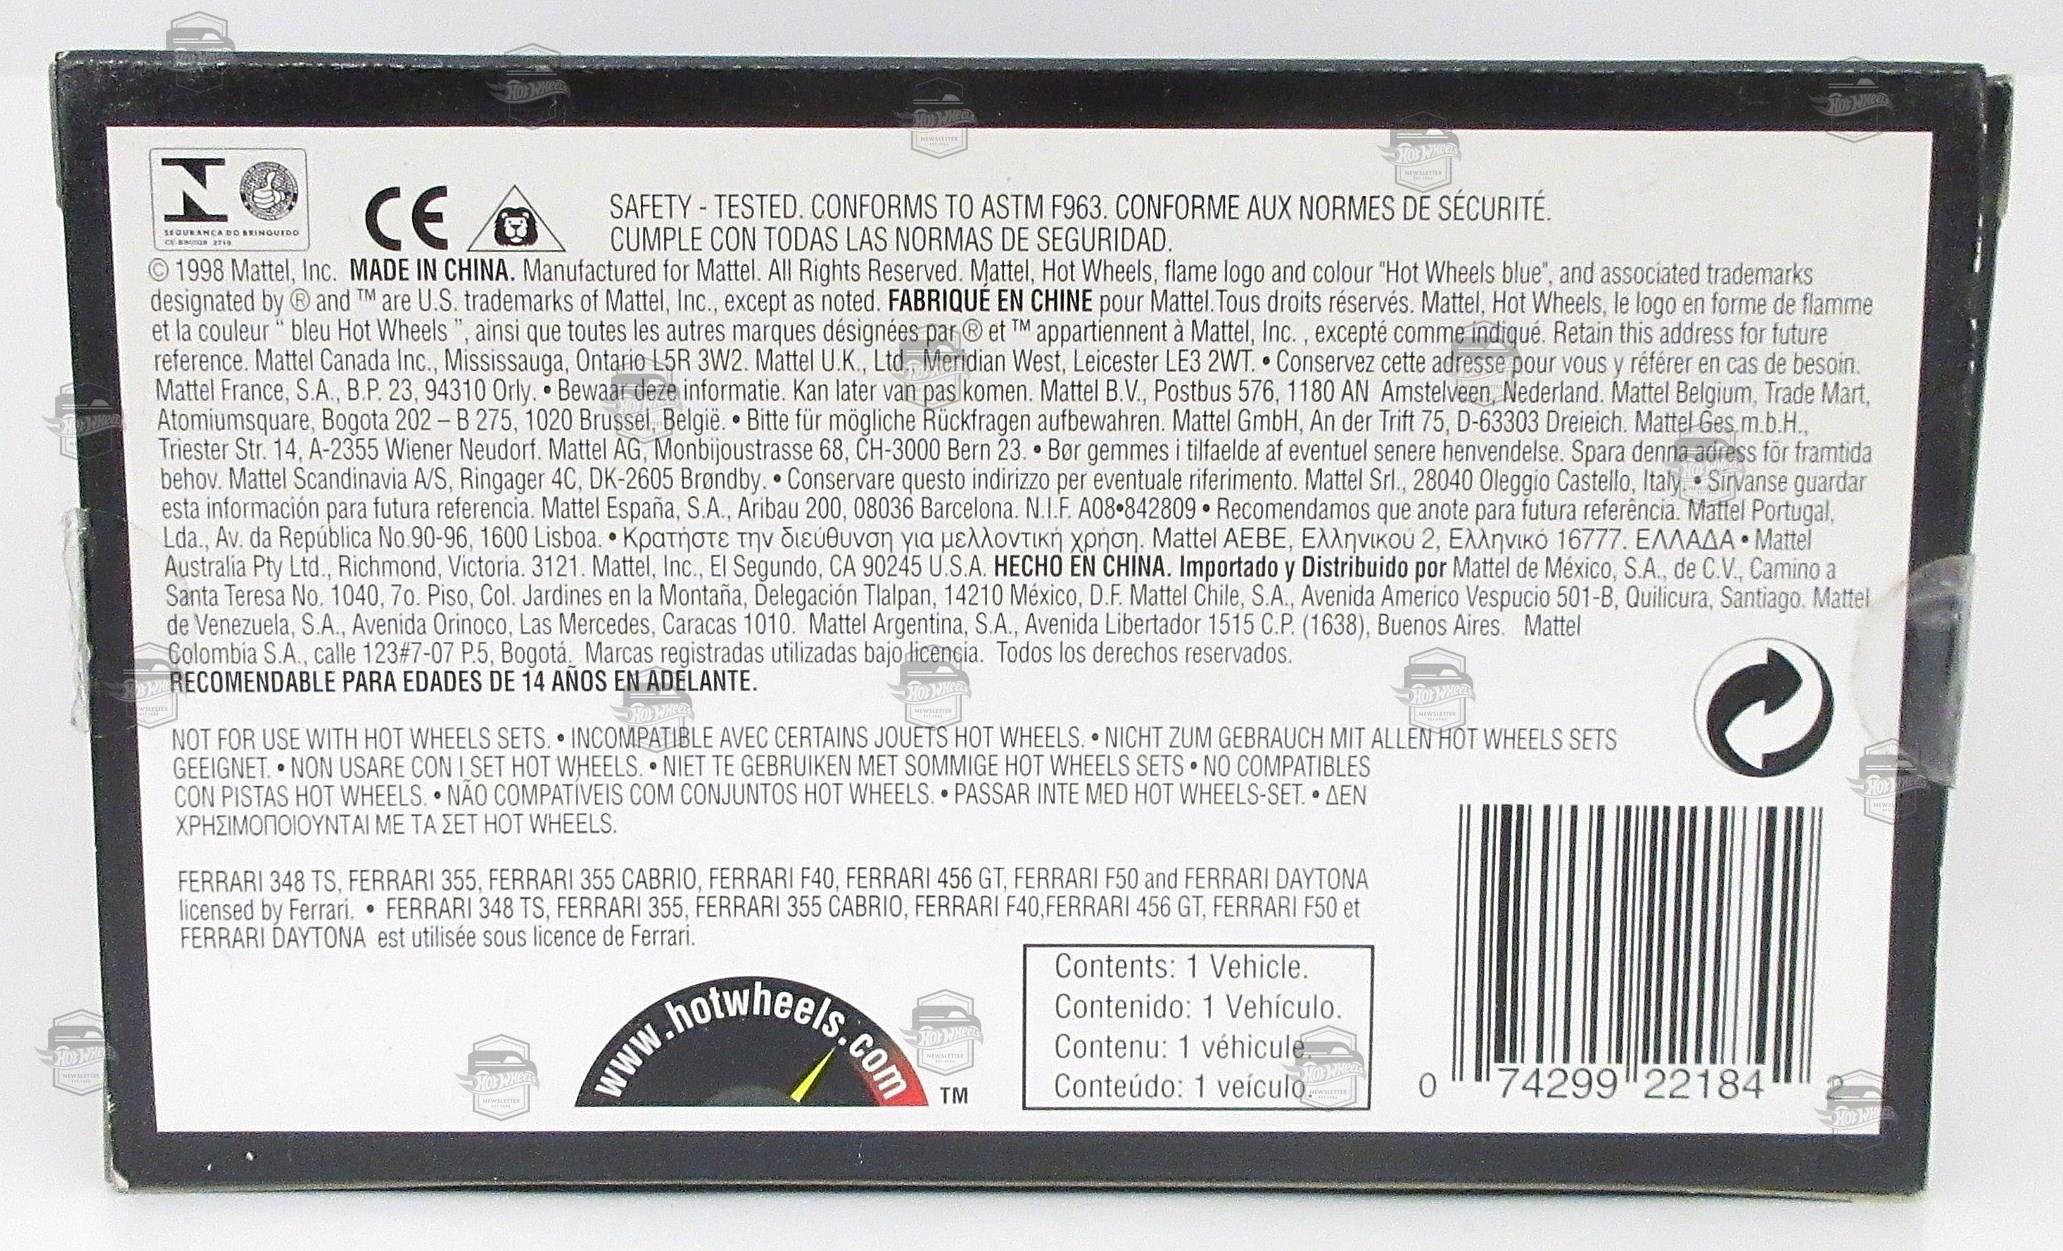 SEGURANCA DO BRINQUEDO
CE
SAFETY - TESTED. CONFORMS TO ASTM F963. CONFORME AUX NORMES DE SÉCURITÉ.
CUMPLE CON TODAS LAS NORMAS DE SEGURIDAD.
© 1998 Mattel, Inc. MADE IN CHINA. Manufactured for Mattel. All Rights Reserved. Mattel, Hot Wheels, flame logo and colour "Hot Wheels blue", and associated trademarks
designated by ® and ™ are U.S. trademarks of Mattel, Inc., except as noted. FABRIQUÉ EN CHINE pour Mattel.Tous droits réservés. Mattel, Hot Wheels, le logo en forme de flamme
et la couleur " bleu Hot Wheels ", ainsi que toutes les autres marques désignées par ® et ™ appartiennent à Mattel, Inc. , excepté comme indiqué. Retain this address for future
reference. Mattel Canada Inc., Mississauga, Ontario L5R 3W2. Mattel U.K., Ltd Meridian West, Leicester LE3 2WT. • Conservez cette adresse pour vous y référer en cas de besoin.
Mattel France, S.A., B.P. 23, 94310 Orly. • Bewaar deze informatie. Kan later van pas komen. Mattel B.V., Postbus 576, 1180 AN Amstelveen, Nederland. Mattel Belgium, Trade Mart,
Atomiumsquare, Bogota 202 – B 275, 1020 Brussel, België. • Bitte für mögliche Rückfragen aufbewahren. Mattel GmbH, An der Trift 75, D-63303 Dreieich. Mattel Ges.m.b.H.,
Triester Str. 14, A-2355 Wiener Neudorf. Mattel AG, Monbijoustrasse 68, CH-3000 Bern 23. • Bør gemmes i tilfaelde af eventuel senere henvendelse. Spara denna adress för framtida
behov. Mattel Scandinavia A/S, Ringager 4C, DK-2605 Brøndby. • Conservare questo indirizzo per eventuale riferimento. Mattel Srl., 28040 Oleggio Castello, Italy. • Sírvanse guardar
esta información para futura referencia. Mattel España, S.A., Aribau 200, 08036 Barcelona. N.I.F. A08•842809 • Recomendamos que anote para futura referência. Mattel Portugal,
Lda., Av. da República No.90-96, 1600 Lisboa. • Κρατήστε την διεύθυνση για μελλοντική χρήση. Mattel AEBE, Ελληνικού 2, Ελληνικό 16777. ΕΛΛΑΔΑ • Mattel
Australia Pty Ltd., Richmond, Victoria. 3121. Mattel, Inc., El Segundo, CA 90245 U.S.A. HECHO EN CHINA. Importado y Distribuido por Mattel de México, S.A., de C.V., Camino a
Santa Teresa No. 1040, 7o. Piso, Col. Jardines en la Montaña, Delegación Tlalpan, 14210 México, D.F. Mattel Chile, S.A., Avenida Americo Vespucio 501-B, Quilicura, Santiago. Mattel
de Venezuela, S.A., Avenida Orinoco, Las Mercedes, Caracas 1010. Mattel Argentina, S.A., Avenida Libertador 1515 C.P. (1638), Buenos Aires. Mattel
Colombia S.A., calle 123#7-07 P.5, Bogotá. Marcas registradas utilizadas bajo licencia. Todos los derechos reservados.
RECOMENDABLE PARA EDADES DE 14 AÑOS EN ADELANTE.
NOT FOR USE WITH HOT WHEELS SETS. • INCOMPATIBLE AVEC CERTAINS JOUETS HOT WHEELS. • NICHT ZUM GEBRAUCH MIT ALLEN HOT WHEELS SETS
GEEIGNET. • NON USARE CON I SET HOT WHEELS. • NIET TE GEBRUIKEN MET SOMMIGE HOT WHEELS SETS • NO COMPATIBLES
CON PISTAS HOT WHEELS. • NÃO COMPATÍVEIS COM CONJUNTOS HOT WHEELS. • PASSAR INTE MED HOT WHEELS-SET. • ΔΕΝ
ΧΡΗΣΙΜΟΠΟΙΟΥΝΤΑΙ ΜΕ ΤΑ ΣΕΤ HOT WHEELS.
FERRARI 348 TS, FERRARI 355, FERRARI 355 CABRIO, FERRARI F40, FERRARI 456 GT, FERRARI F50 and FERRARI DAYTONA
licensed by Ferrari. • FERRARI 348 TS, FERRARI 355, FERRARI 355 CABRIO, FERRARI F40,FERRARI 456 GT, FERRARI F50 et
FERRARI DAYTONA est utilisée sous licence de Ferrari.
www.hotwheels.com ™
Contents: 1 Vehicle.
Contenido: 1 Vehículo.
Contenu: 1 véhicule.
Conteúdo: 1 veículo.
0 74299 22184 2